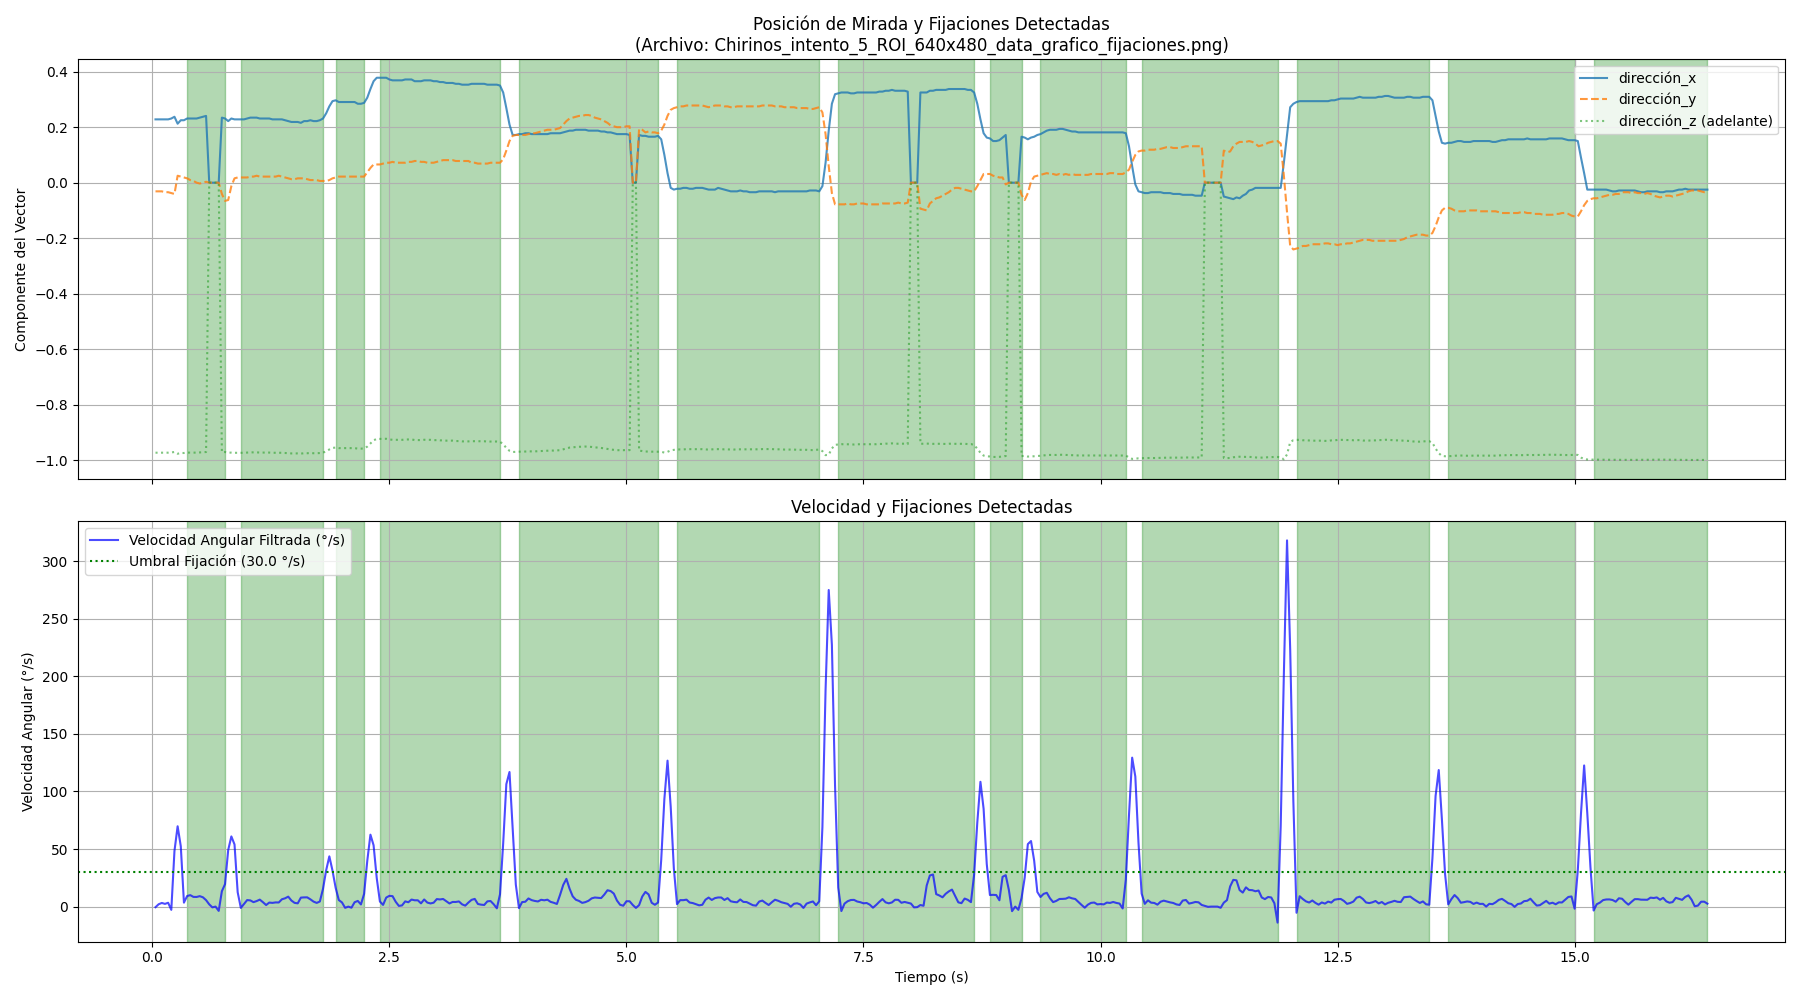 Posición de Mirada y Fijaciones Detectadas
(Archivo: Chirinos_intento_5_ROI_640x480_data_grafico_fijaciones.png)
Componente del Vector
0.4
0.2
0.0
−0.2
−0.4
−0.6
−0.8
−1.0
dirección_x
dirección_y
dirección_z (adelante)
Velocidad y Fijaciones Detectadas
Velocidad Angular (°/s)
300
250
200
150
100
50
0
Velocidad Angular Filtrada (°/s)
Umbral Fijación (30.0 °/s)
0.0 2.5 5.0 7.5 10.0 12.5 15.0
Tiempo (s)